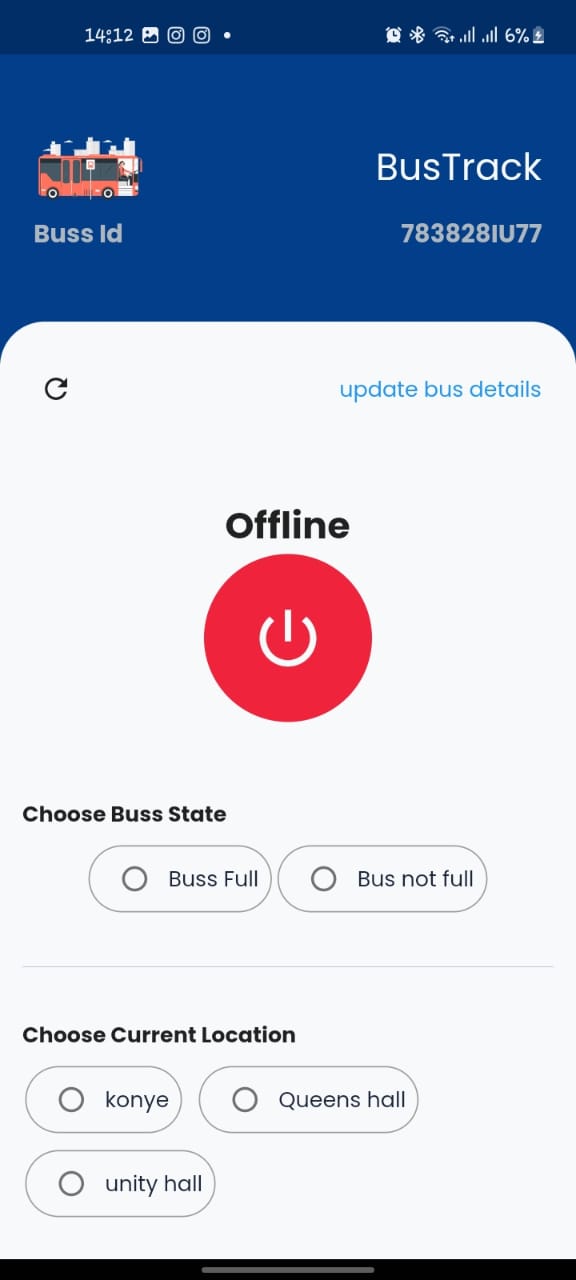 14:12 6%
BusTrack
Buss Id 783828IU77
update bus details
Offline
Choose Buss State
Buss Full Bus not full
Choose Current Location
konye Queens hall
unity hall